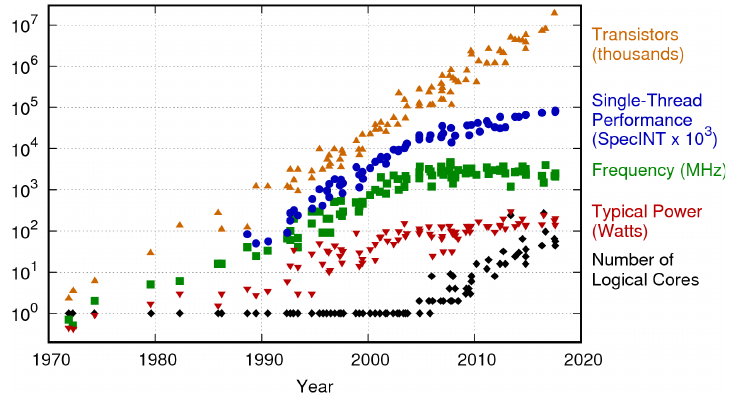 10^7
10^6
10^5
10^4
10^3
10^2
10^1
10^0
1970 1980 1990 2000 2010 2020
Year
Transistors
(thousands)
Single-Thread
Performance
(SpecINT x 10^3)
Frequency (MHz)
Typical Power
(Watts)
Number of
Logical Cores